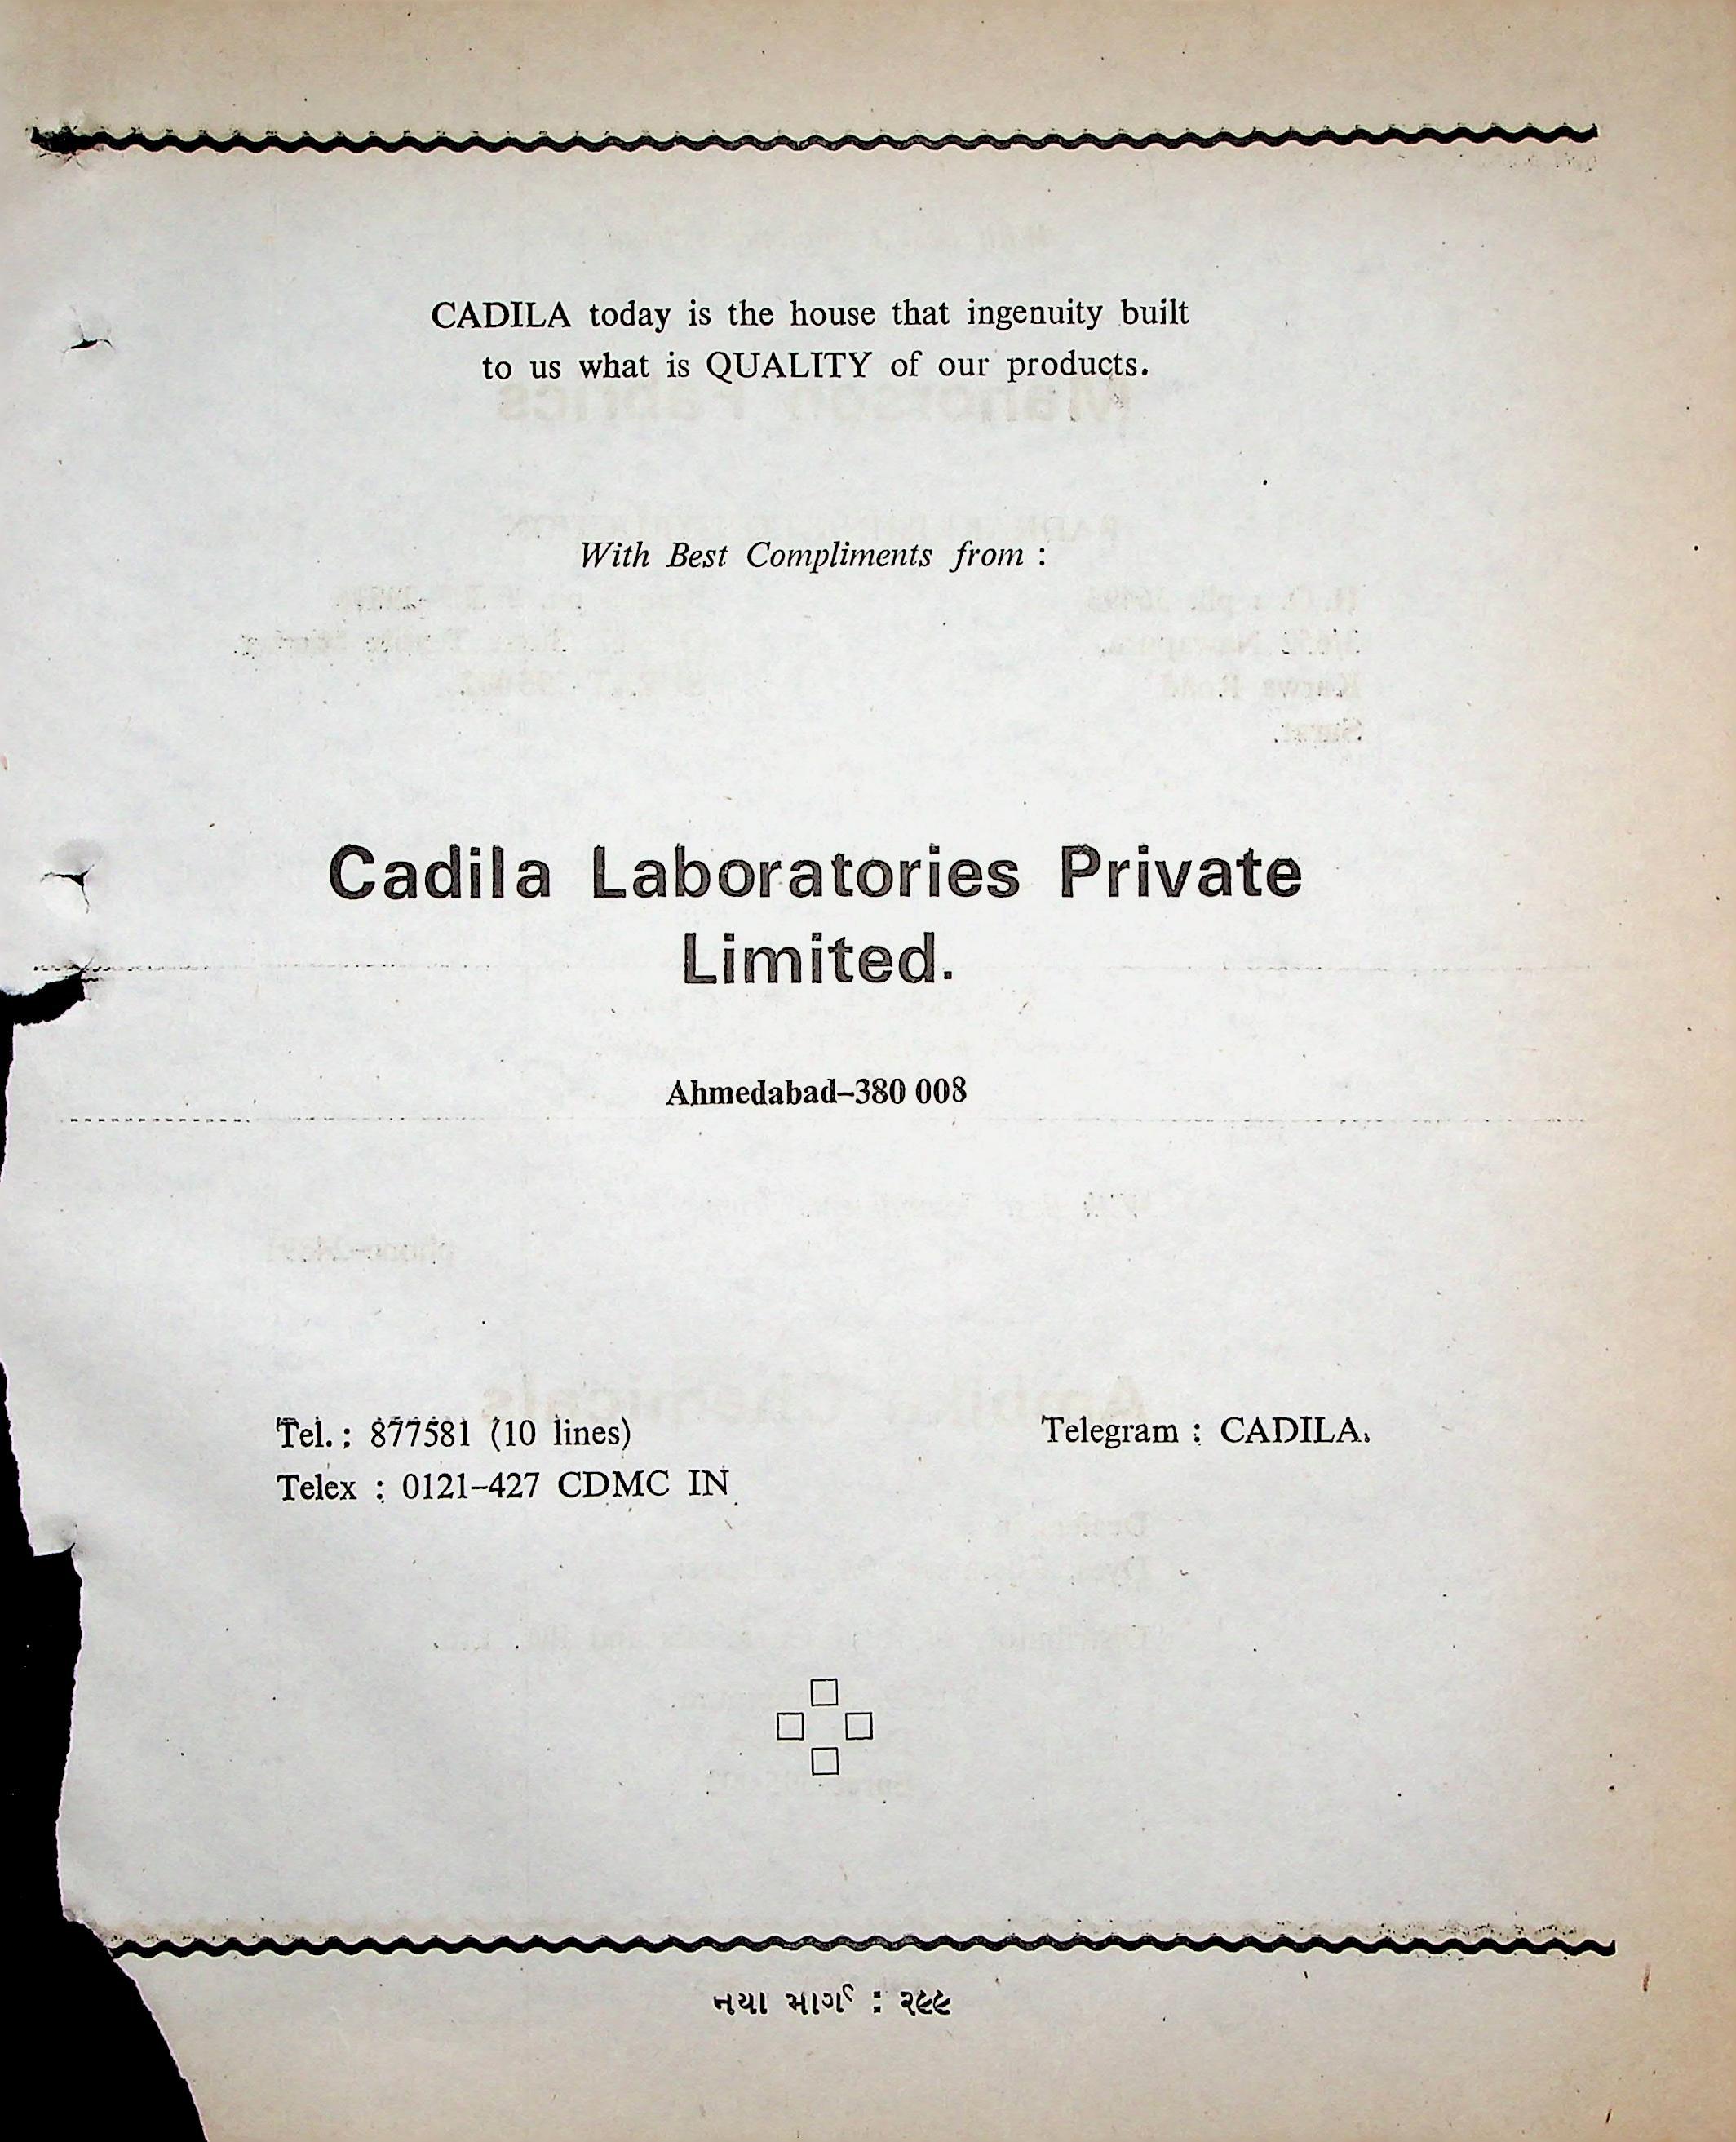 CADILA today is the house that ingenuity built
to us what is QUALITY of our products.
With Best Compliments from :
Cadila Laboratories Private
Limited.
Ahmedabad–380 008
Tel. : 877581 (10 lines)
Telegram : CADILA.
Telex : 0121–427 CDMC IN
નયા માર્ગ : ૨૯૯